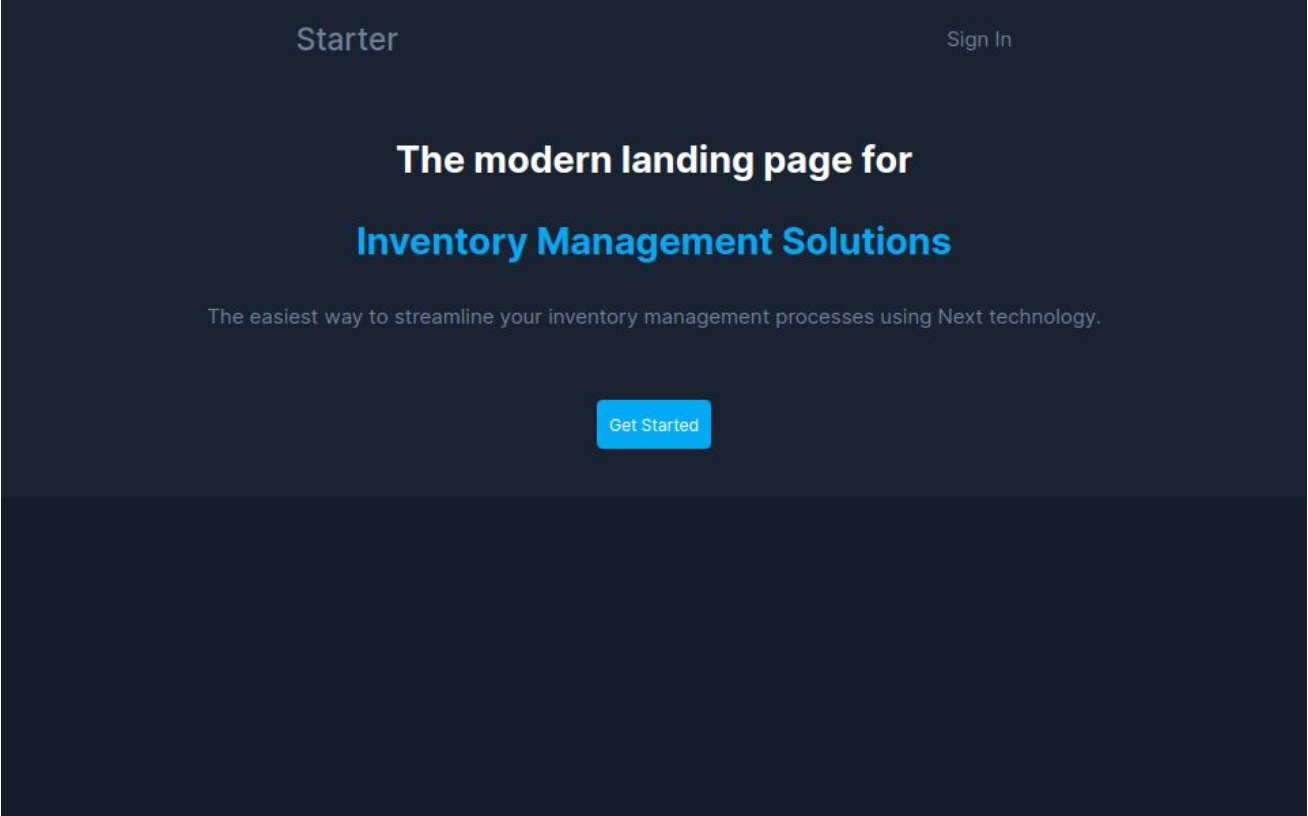 Starter
Sign In
The modern landing page for
Inventory Management Solutions
The easiest way to streamline your inventory management processes using Next technology.
Get Started